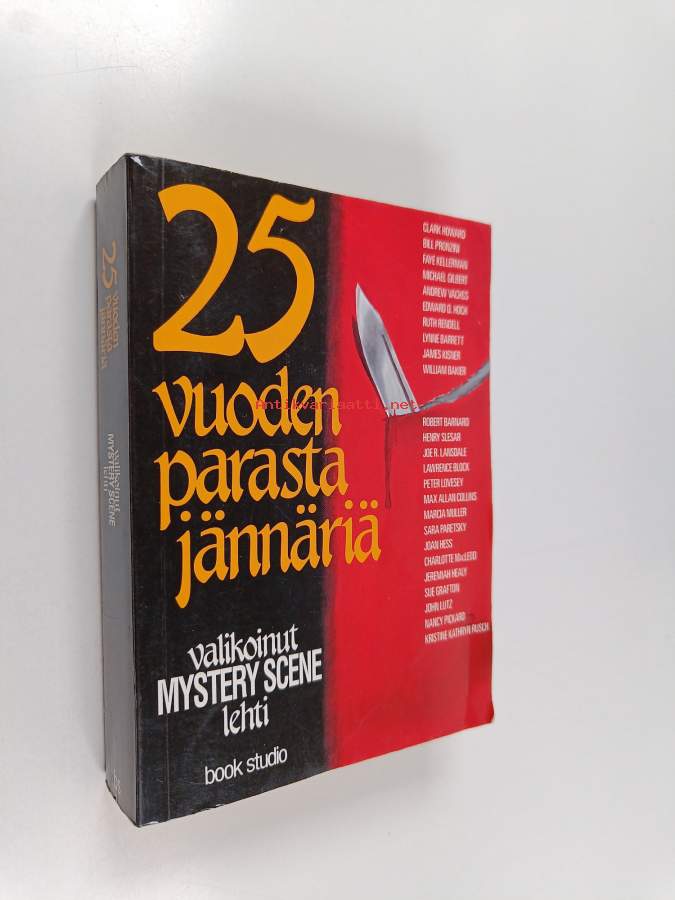 25
vuoden
parasta
jännäriä
valikoinut
MYSTERY SCENE
lehti
book studio
CLARK HOWARD
BILL PRONZINI
FAYE KELLERMAN
MICHAEL GILBERT
ANDREW VACHSS
EDWARD D. HOCH
RUTH RENDELL
LYNNE BARRETT
JAMES KISNER
WILLIAM BAKIER
ROBERT BARNARD
HENRY SLESAR
JOE R. LANSDALE
LAWRENCE BLOCK
PETER LOVESEY
MAX ALLAN COLLINS
MARCIA MULLER
SARA PARETSKY
JOAN HESS
CHARLOTTE MacLEOD
JEREMIAH HEALY
SUE GRAFTON
JOHN LUTZ
NANCY PICKARD
KRISTINE KATHRYN RUSCH
25
vuoden
parasta
jännäriä
valikoinut
MYSTERY SCENE
lehti
antikvariaatti.net